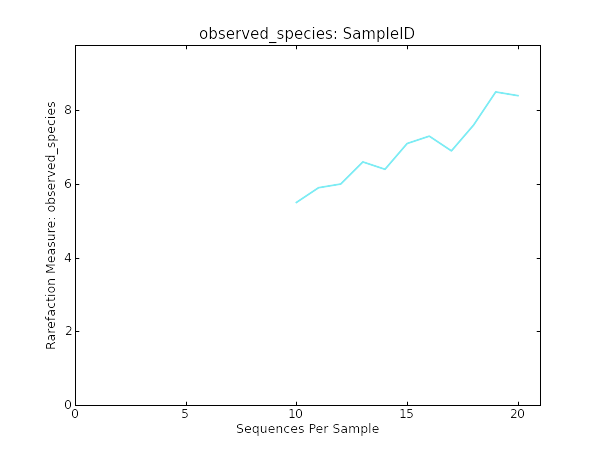 observed_species: SampleID
Rarefaction Measure: observed_species
8
6
4
2
0
0 5 10 15 20
Sequences Per Sample